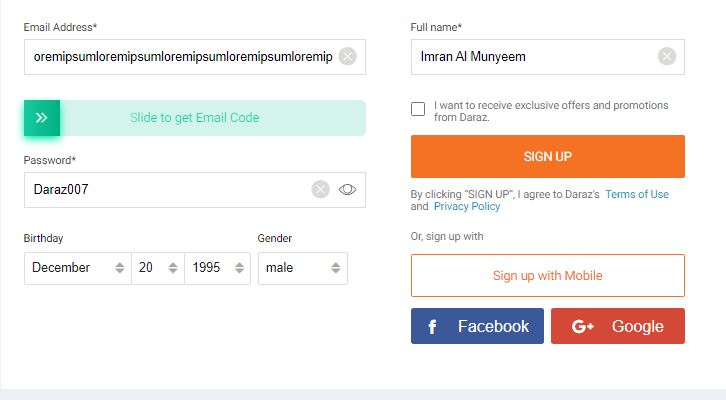 Email Address*
oremipsumloremipsumloremipsumloremipsumloremip
Slide to get Email Code
Password*
Daraz007
Birthday
Gender
December
20
1995
male
Full name*
Imran Al Munyeem
I want to receive exclusive offers and promotions
from Daraz.
SIGN UP
By clicking "SIGN UP", I agree to Daraz's Terms of Use
and Privacy Policy
Or, sign up with
Sign up with Mobile
f Facebook
G+ Google